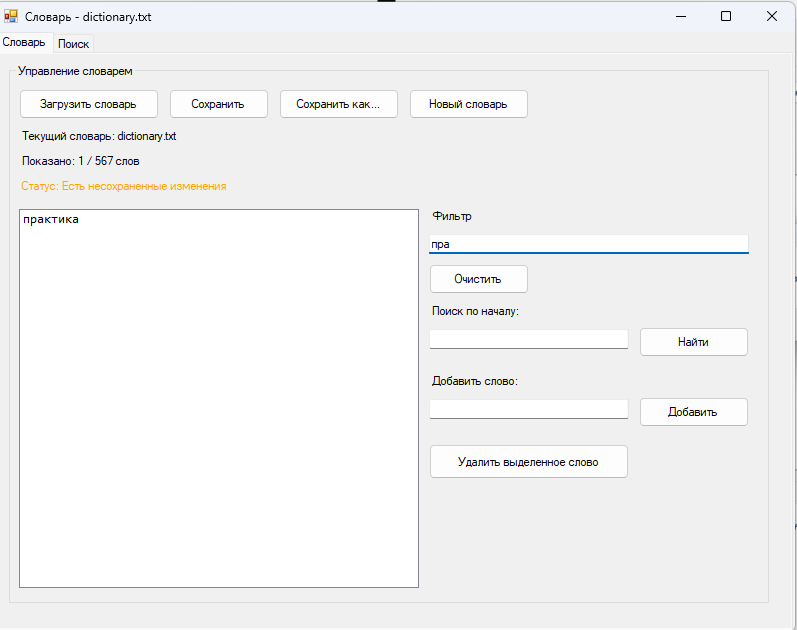 Словарь - dictionary.txt
Словарь Поиск
Управление словарем
Загрузить словарь Сохранить Сохранить как... Новый словарь
Текущий словарь: dictionary.txt
Показано: 1 / 567 слов
Статус: Есть несохраненные изменения
практика
Фильтр
пра
Очистить
Поиск по началу:
Найти
Добавить слово:
Добавить
Удалить выделенное слово